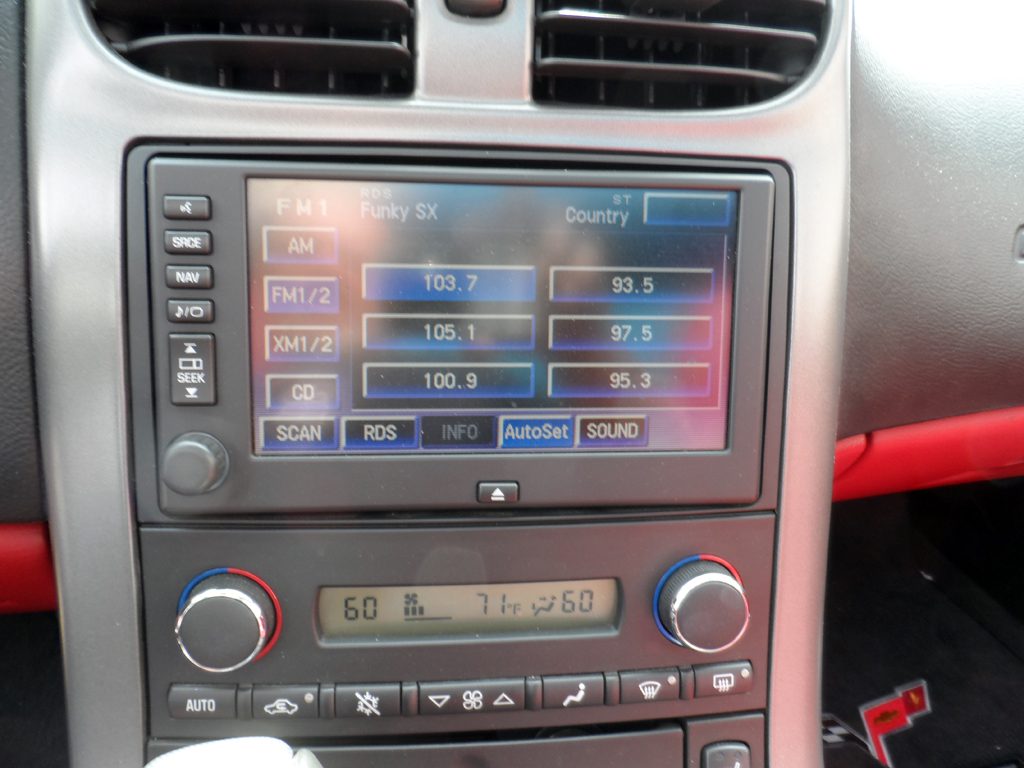 RDS ST
FM1 Funky SX Country
SRCE AM
NAV FM1/2 103.7 93.5
XM1/2 105.1 97.5
SEEK CD 100.9 95.3
SCAN RDS INFO AutoSet SOUND
60 71°F 60
AUTO